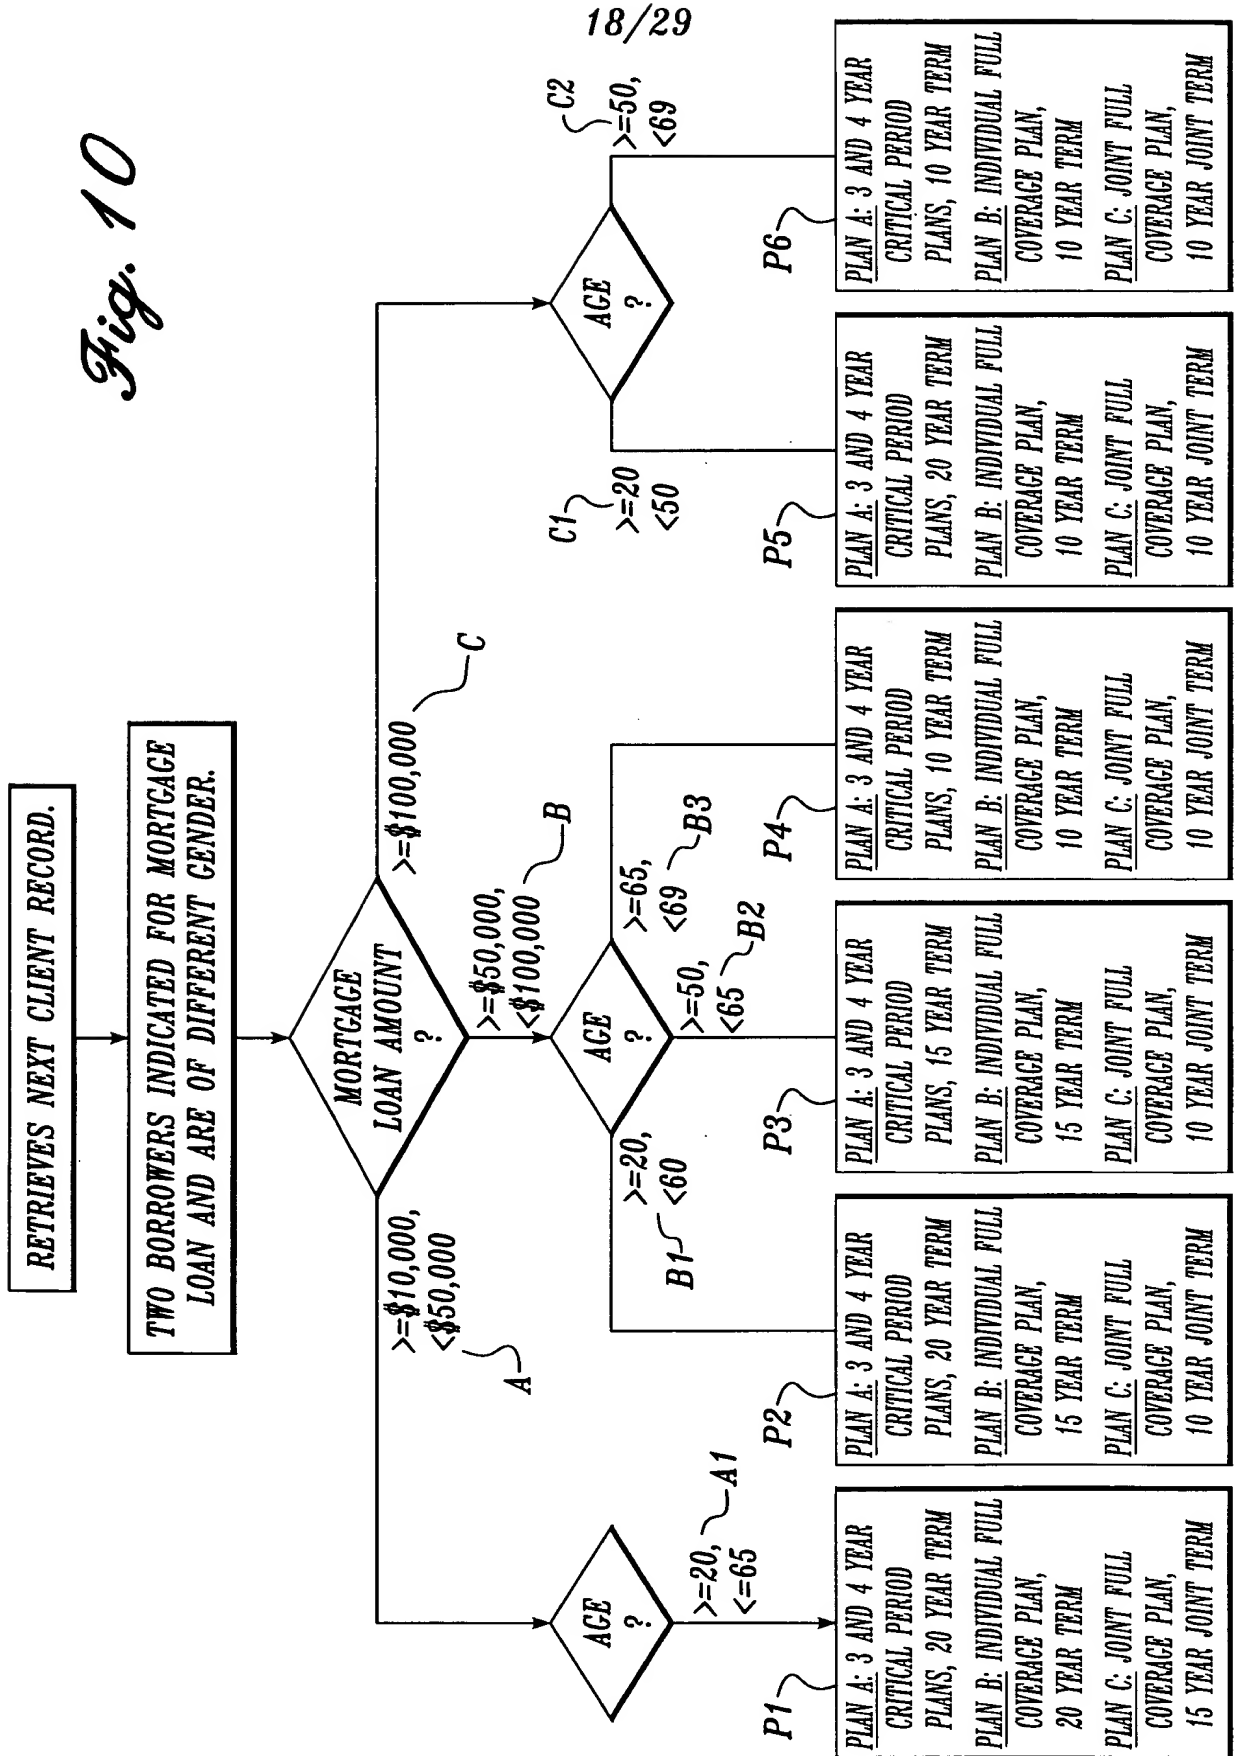 18/29
Fig. 10
RETRIEVES NEXT CLIENT RECORD.
TWO BORROWERS INDICATED FOR MORTGAGE
LOAN AND ARE OF DIFFERENT GENDER.
MORTGAGE
LOAN AMOUNT
?
>=$10,000,
<$50,000
A
>=$50,000,
<$100,000
B
>=$100,000
C
AGE
?
>=20,
<=65
A1
AGE
?
>=20,
<60
B1
>=50,
<65
B2
>=65,
<69
B3
AGE
?
C1
>=20
<50
C2
>=50,
<69
P1
PLAN A: 3 AND 4 YEAR
CRITICAL PERIOD
PLANS, 20 YEAR TERM
PLAN B: INDIVIDUAL FULL
COVERAGE PLAN,
20 YEAR TERM
PLAN C: JOINT FULL
COVERAGE PLAN,
15 YEAR JOINT TERM
P2
PLAN A: 3 AND 4 YEAR
CRITICAL PERIOD
PLANS, 20 YEAR TERM
PLAN B: INDIVIDUAL FULL
COVERAGE PLAN,
15 YEAR TERM
PLAN C: JOINT FULL
COVERAGE PLAN,
10 YEAR JOINT TERM
P3
PLAN A: 3 AND 4 YEAR
CRITICAL PERIOD
PLANS, 15 YEAR TERM
PLAN B: INDIVIDUAL FULL
COVERAGE PLAN,
15 YEAR TERM
PLAN C: JOINT FULL
COVERAGE PLAN,
10 YEAR JOINT TERM
P4
PLAN A: 3 AND 4 YEAR
CRITICAL PERIOD
PLANS, 10 YEAR TERM
PLAN B: INDIVIDUAL FULL
COVERAGE PLAN,
10 YEAR TERM
PLAN C: JOINT FULL
COVERAGE PLAN,
10 YEAR JOINT TERM
P5
PLAN A: 3 AND 4 YEAR
CRITICAL PERIOD
PLANS, 20 YEAR TERM
PLAN B: INDIVIDUAL FULL
COVERAGE PLAN,
10 YEAR TERM
PLAN C: JOINT FULL
COVERAGE PLAN,
10 YEAR JOINT TERM
P6
PLAN A: 3 AND 4 YEAR
CRITICAL PERIOD
PLANS, 10 YEAR TERM
PLAN B: INDIVIDUAL FULL
COVERAGE PLAN,
10 YEAR TERM
PLAN C: JOINT FULL
COVERAGE PLAN,
10 YEAR JOINT TERM